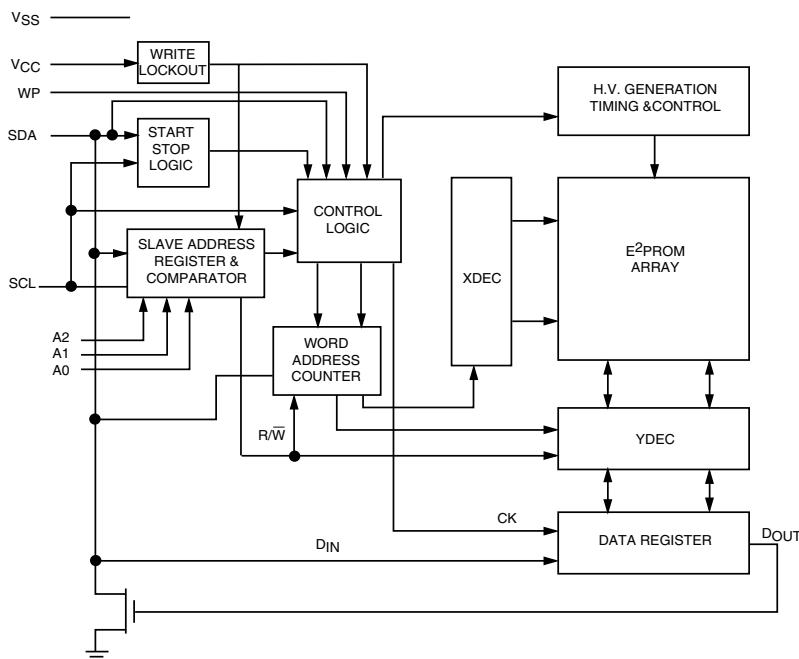 VSS
VCC
WP
SDA
SCL
A2
A1
A0
WRITE
LOCKOUT
START
STOP
LOGIC
SLAVE ADDRESS
REGISTER &
COMPARATOR
CONTROL
LOGIC
WORD
ADDRESS
COUNTER
R/W̅
H.V. GENERATION
TIMING &CONTROL
XDEC
E²PROM
ARRAY
YDEC
CK
DIN
DATA REGISTER
DOUT